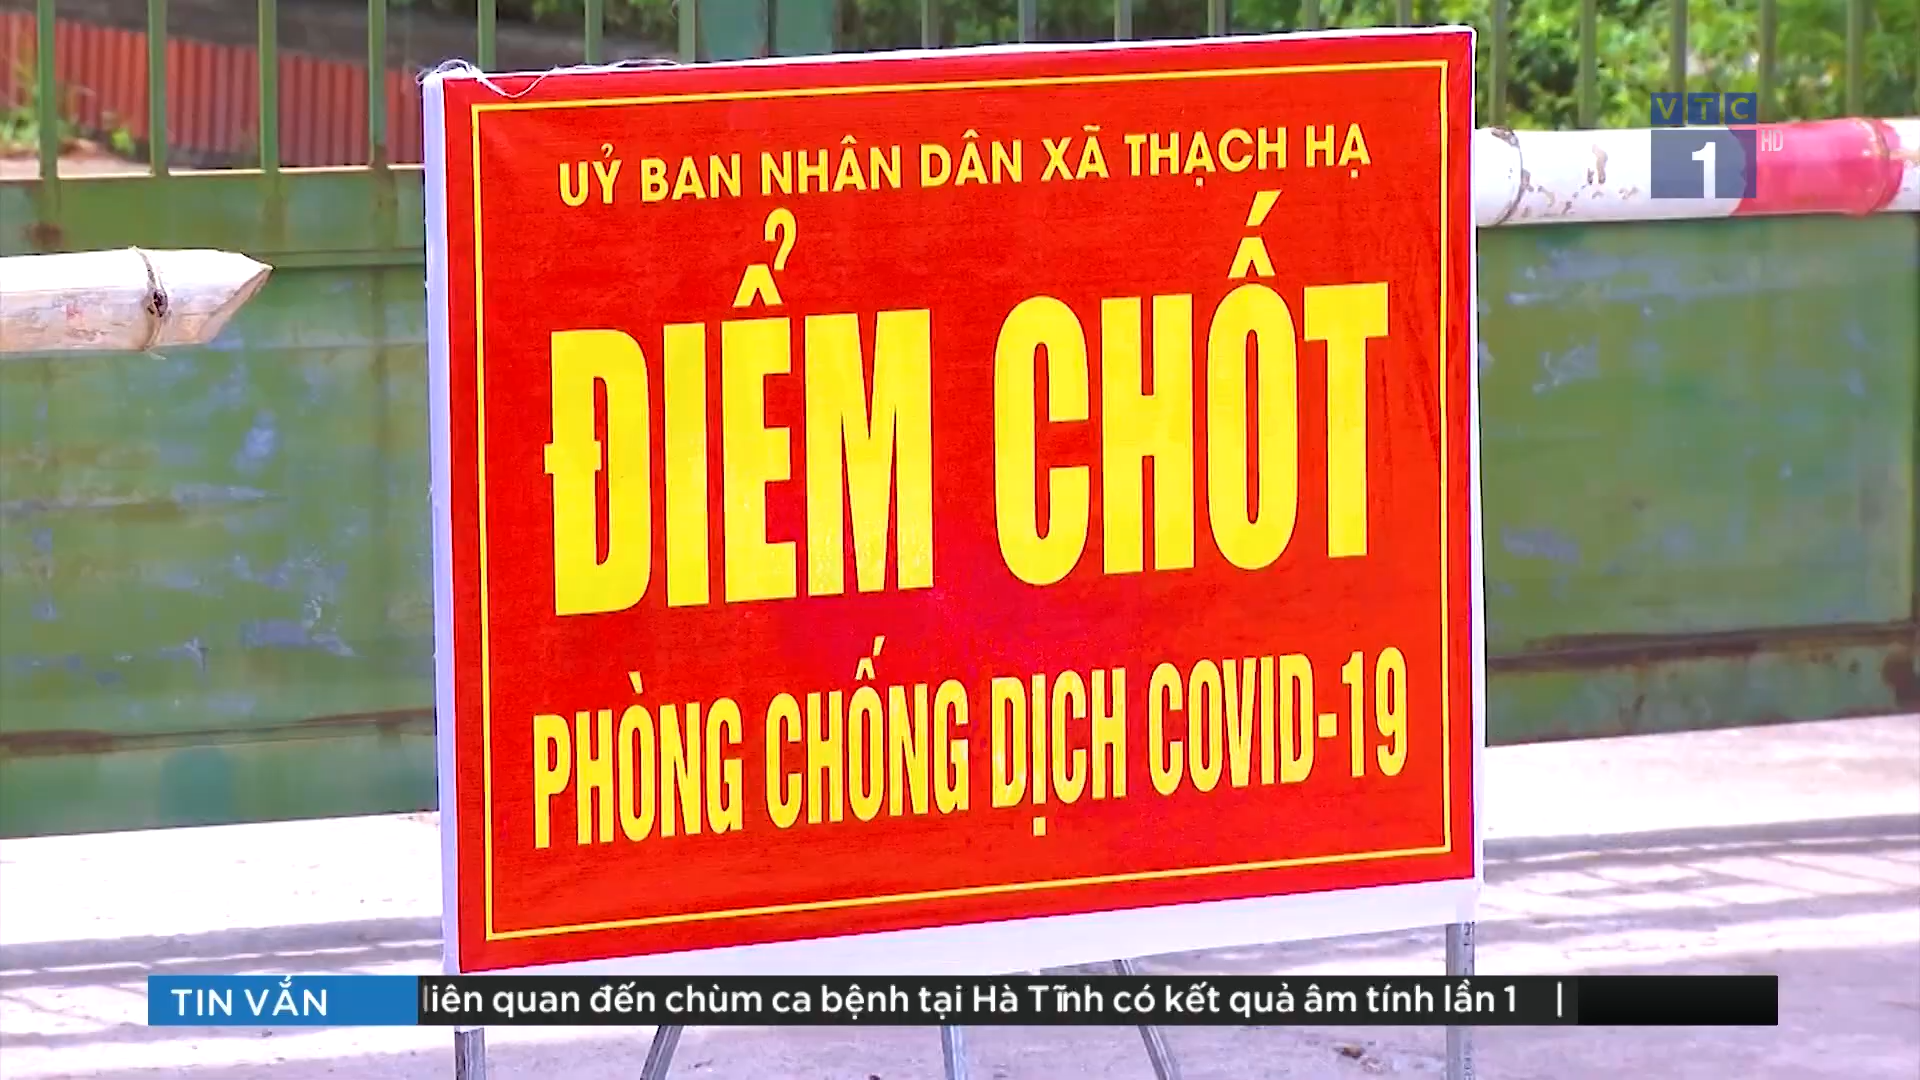 UỶ BAN NHÂN DÂN XÃ THẠCH HẠ
VTC
1 HD
ĐIỂM CHỐT
PHÒNG CHỐNG DỊCH COVID-19
TIN VẮN liên quan đến chùm ca bệnh tại Hà Tĩnh có kết quả âm tính lần 1 |